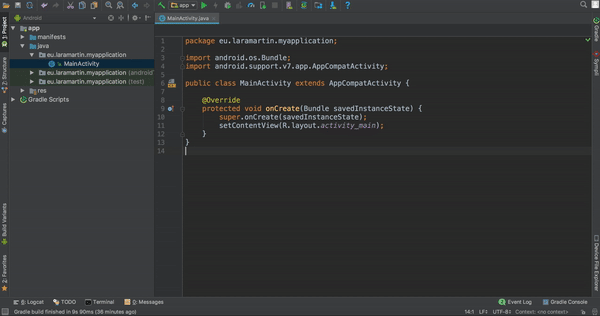 app
Android
MainActivity.java
1: Project
app
manifests
java
eu.laramartin.myapplication
MainActivity
eu.laramartin.myapplication (android
eu.laramartin.myapplication (test)
res
Gradle Scripts
Z: Structure
Captures
Build Variants
2: Favorites
1 package eu.laramartin.myapplication;
2
3 import android.os.Bundle;
4 import android.support.v7.app.AppCompatActivity;
5
6 public class MainActivity extends AppCompatActivity {
7
8 @Override
9 protected void onCreate(Bundle savedInstanceState) {
10 super.onCreate(savedInstanceState);
11 setContentView(R.layout.activity_main);
12 }
13 }
14
Gradle
Device File Explorer
6: Logcat
TODO
Terminal
0: Messages
Event Log
Gradle Console
Gradle build finished in 9s 90ms (36 minutes ago)
14:1 LF÷ UTF-8÷ Context: <no context>